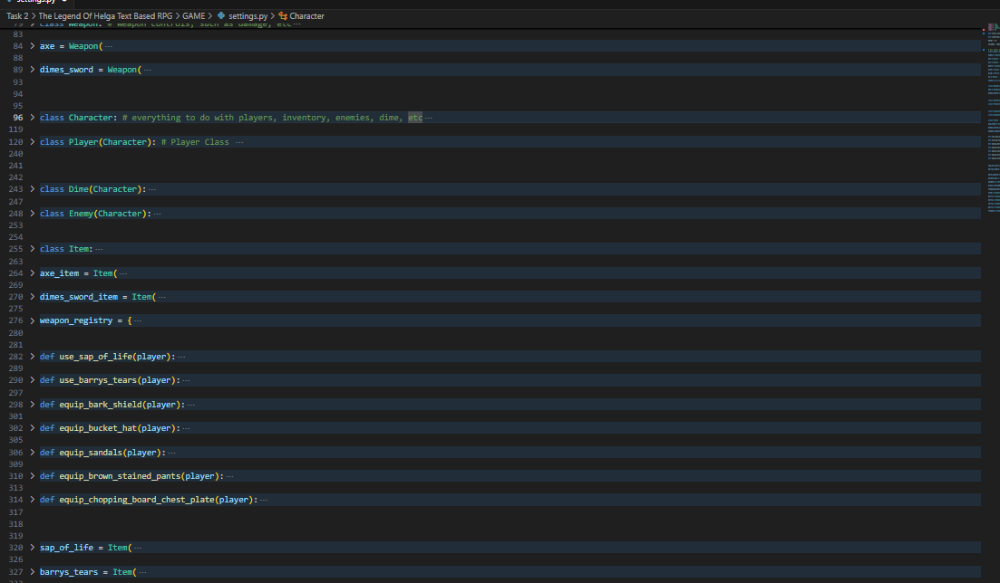 settings.py
Task 2 > The Legend Of Helga Text Based RPG > GAME > settings.py > Character
79 > class Weapon: # Weapon controls, such as damage, etc ...
83
84 > axe = Weapon( ...
88
89 > dimes_sword = Weapon( ...
93
94
95
96 > class Character: # everything to do with players, inventory, enemies, dime, etc ...
119
120 > class Player(Character): # Player Class ...
240
241
242
243 > class Dime(Character): ...
247
248 > class Enemy(Character): ...
253
254
255 > class Item: ...
263
264 > axe_item = Item( ...
269
270 > dimes_sword_item = Item( ...
275
276 > weapon_registry = { ...
280
281
282 > def use_sap_of_life(player): ...
289
290 > def use_barrys_tears(player): ...
297
298 > def equip_bark_shield(player): ...
301
302 > def equip_bucket_hat(player): ...
305
306 > def equip_sandals(player): ...
309
310 > def equip_brown_stained_pants(player): ...
313
314 > def equip_chopping_board_chest_plate(player): ...
317
318
319
320 > sap_of_life = Item( ...
326
327 > barrys_tears = Item( ...